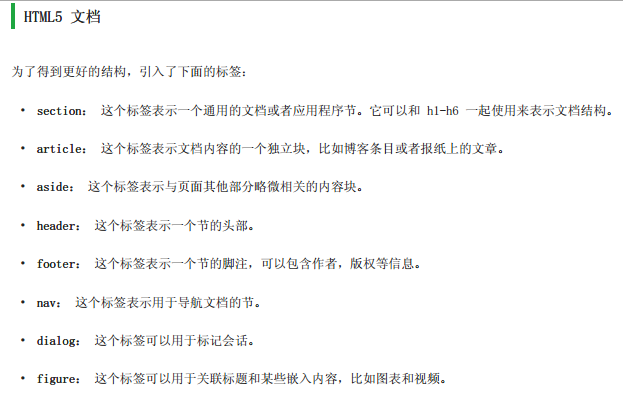 HTML5 文档
为了得到更好的结构，引入了下面的标签：
• section： 这个标签表示一个通用的文档或者应用程序节。它可以和 h1-h6 一起使用来表示文档结构。
• article： 这个标签表示文档内容的一个独立块，比如博客条目或者报纸上的文章。
• aside： 这个标签表示与页面其他部分略微相关的内容块。
• header： 这个标签表示一个节的头部。
• footer： 这个标签表示一个节的脚注，可以包含作者，版权等信息。
• nav： 这个标签表示用于导航文档的节。
• dialog： 这个标签可以用于标记会话。
• figure： 这个标签可以用于关联标题和某些嵌入内容，比如图表和视频。